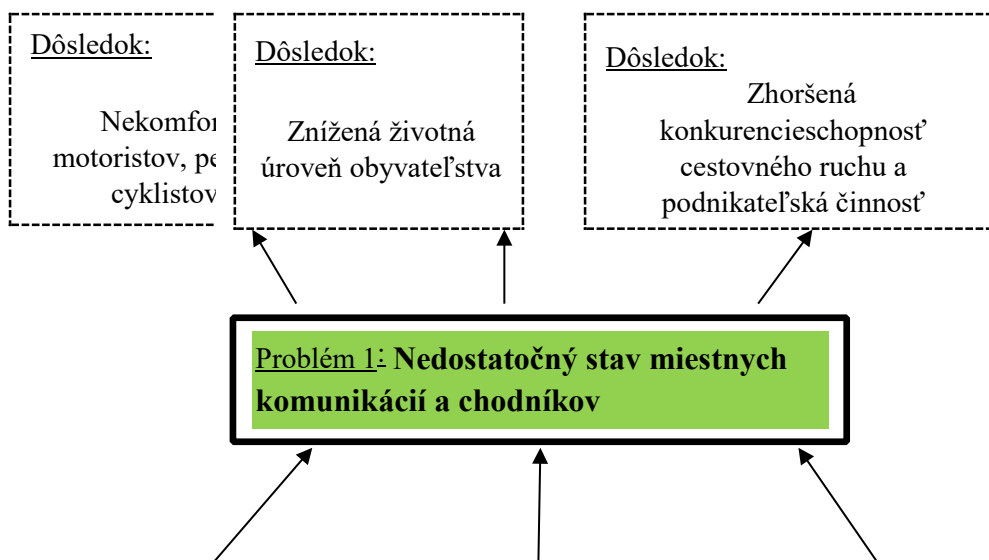 Dôsledok:
Nekomfor
motoristov, pe
cyklistov
Dôsledok:
Znížená životná
úroveň obyvateľstva
Dôsledok:
Zhoršená
konkurencieschopnosť
cestovného ruchu a
podnikateľská činnosť
Problém 1: Nedostatočný stav miestnych
komunikácií a chodníkov